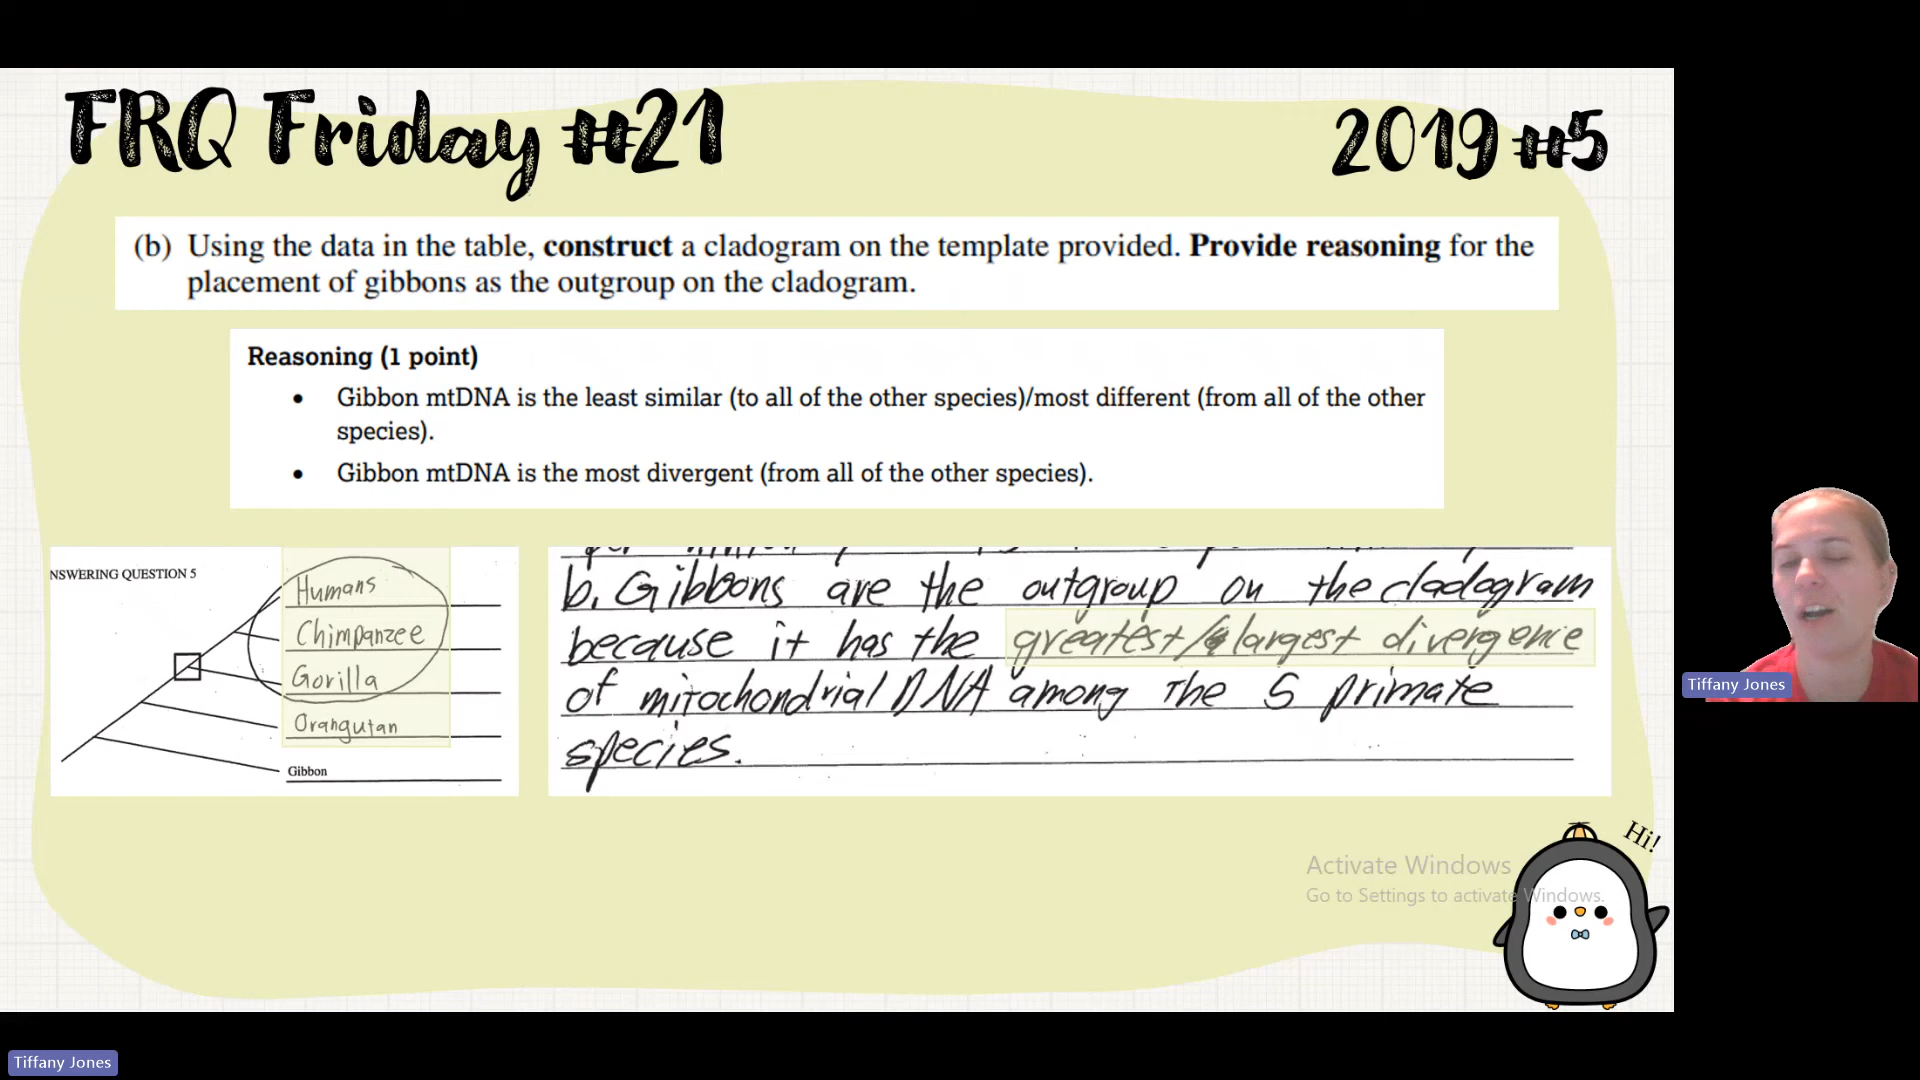 FRQ Friday #21
2019 #5
(b) Using the data in the table, construct a cladogram on the template provided. Provide reasoning for the
placement of gibbons as the outgroup on the cladogram.
Reasoning (1 point)
• Gibbon mtDNA is the least similar (to all of the other species)/most different (from all of the other
species).
• Gibbon mtDNA is the most divergent (from all of the other species).
NSWERING QUESTION 5
Humans
Chimpanzee
Gorilla
Orangutan
Gibbon
b. Gibbons are the outgroup on the cladogram
because it has the greatest/largest divergence
of mitochondrial DNA among the 5 primate
species.
Hi!
Activate Windows
Go to Settings to activate Windows.
Tiffany Jones
Tiffany Jones